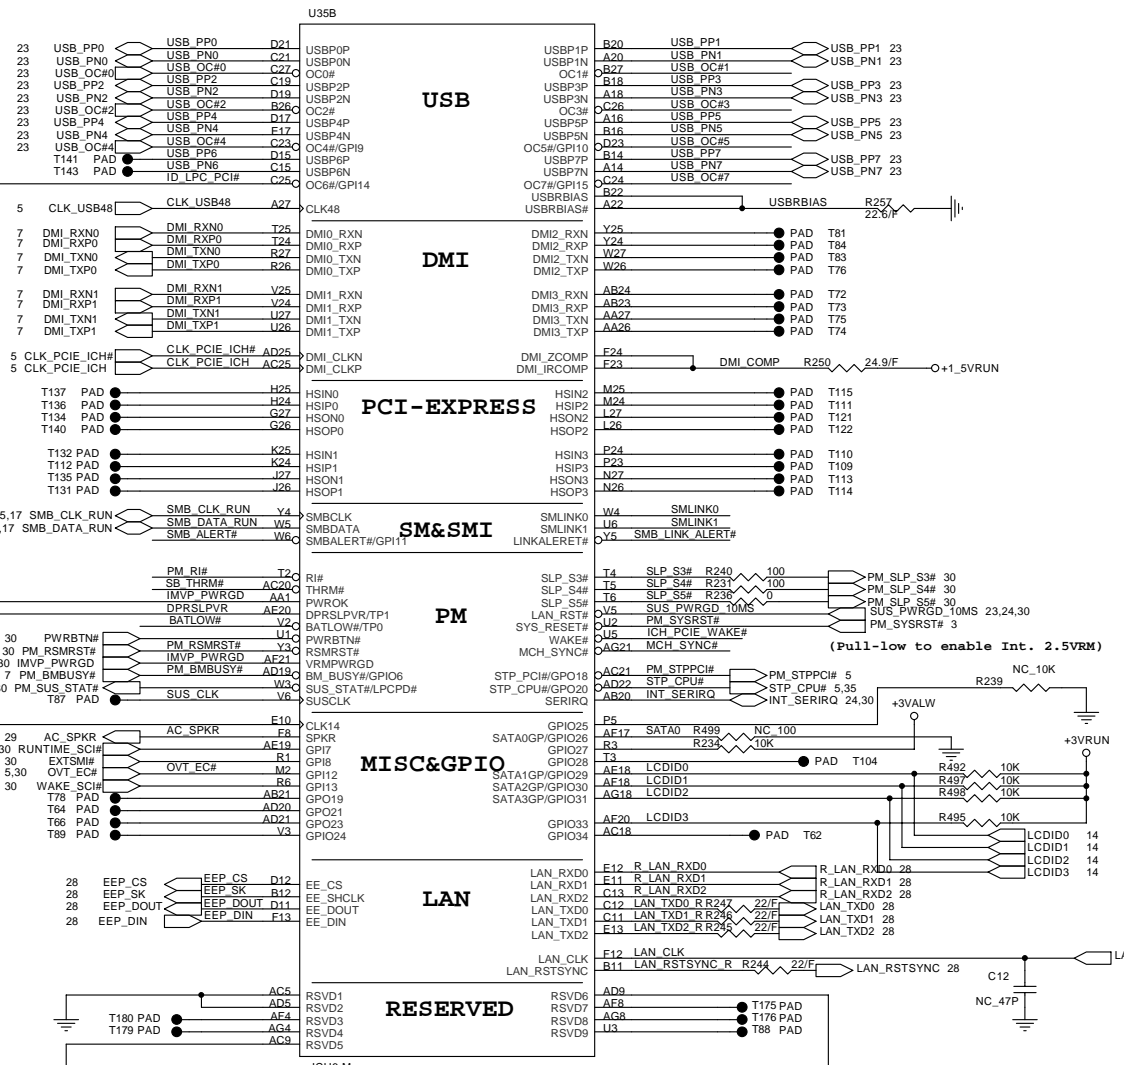 U35B
23 USB_PP0 USB_PP0 D21 USBP0P USBP1P B20 USB_PP1 USB_PP1 23
23 USB_PN0 USB_PN0 C21 USBP0N USBP1N A20 USB_PN1 USB_PN1 23
23 USB_OC#0 USB_OC#0 C27 OC0# OC1# B27 USB_OC#1
23 USB_PP2 USB_PP2 C19 USBP2P USBP3P B18 USB_PP3 USB_PP3 23
23 USB_PN2 USB_PN2 D19 USBP2N USB USBP3N A18 USB_PN3 USB_PN3 23
23 USB_OC#2 USB_OC#2 B26 OC2# OC3# C26 USB_OC#3
23 USB_PP4 USB_PP4 D17 USBP4P USBP5P A16 USB_PP5 USB_PP5 23
23 USB_PN4 USB_PN4 E17 USBP4N USBP5N B16 USB_PN5 USB_PN5 23
23 USB_OC#4 USB_OC#4 C23 OC4#/GPI9 OC5#/GPI10 D23 USB_OC#5
T141 PAD USB_PP6 D15 USBP6P USBP7P B14 USB_PP7 USB_PP7 23
T143 PAD USB_PN6 C15 USBP6N USBP7N A14 USB_PN7 USB_PN7 23
ID_LPC_PCI# C25 OC6#/GPI14 OC7#/GPI15 C24 USB_OC#7
USBRBIAS B22
5 CLK_USB48 CLK_USB48 A27 CLK48 USBRBIAS# A22 USBRBIAS R257 22.6/F
7 DMI_RXN0 DMI_RXN0 T25 DMI0_RXN DMI2_RXN Y25 PAD T81
7 DMI_RXP0 DMI_RXP0 T24 DMI0_RXP DMI2_RXP Y24 PAD T84
7 DMI_TXN0 DMI_TXN0 R27 DMI0_TXN DMI DMI2_TXN W27 PAD T83
7 DMI_TXP0 DMI_TXP0 R26 DMI0_TXP DMI2_TXP W26 PAD T76
7 DMI_RXN1 DMI_RXN1 V25 DMI1_RXN DMI3_RXN AB24 PAD T72
7 DMI_RXP1 DMI_RXP1 V24 DMI1_RXP DMI3_RXP AB23 PAD T73
7 DMI_TXN1 DMI_TXN1 U27 DMI1_TXN DMI3_TXN AA27 PAD T75
7 DMI_TXP1 DMI_TXP1 U26 DMI1_TXP DMI3_TXP AA26 PAD T74
5 CLK_PCIE_ICH# CLK_PCIE_ICH# AD25 DMI_CLKN DMI_ZCOMP F24
5 CLK_PCIE_ICH CLK_PCIE_ICH AC25 DMI_CLKP DMI_IRCOMP F23 DMI_COMP R250 24.9/F +1_5VRUN
T137 PAD H25 HSIN0 HSIN2 M25 PAD T115
T136 PAD H24 HSIP0 PCI-EXPRESS HSIP2 M24 PAD T111
T134 PAD G27 HSON0 HSON2 L27 PAD T121
T140 PAD G26 HSOP0 HSOP2 L26 PAD T122
T132 PAD K25 HSIN1 HSIN3 P24 PAD T110
T112 PAD K24 HSIP1 HSIP3 P23 PAD T109
T135 PAD J27 HSON1 HSON3 N27 PAD T113
T131 PAD J26 HSOP1 HSOP3 N26 PAD T114
5,17 SMB_CLK_RUN SMB_CLK_RUN Y4 SMBCLK SMLINK0 W4 SMLINK0
,17 SMB_DATA_RUN SMB_DATA_RUN W5 SMBDATA SM&SMI SMLINK1 U6 SMLINK1
SMB_ALERT# W6 SMBALERT#/GPI11 LINKALERET# Y5 SMB_LINK_ALERT#
PM_RI# T2 RI# SLP_S3# T4 SLP_S3# R240 100 PM_SLP_S3# 30
SB_THRM# AC20 THRM# SLP_S4# T5 SLP_S4# R231 100 PM_SLP_S4# 30
IMVP_PWRGD AA1 PWROK SLP_S5# T6 SLP_S5# R236 0 PM_SLP_S5# 30
DPRSLPVR AE20 DPRSLPVR/TP1 PM LAN_RST# V5 SUS_PWRGD_10MS SUS_PWRGD_10MS 23,24,30
BATLOW# V2 BATLOW#/TP0 SYS_RESET# U2 PM_SYSRST# PM_SYSRST# 3
30 PWRBTN# U1 PWRBTN# WAKE# U5 ICH_PCIE_WAKE#
30 PM_RSMRST# PM_RSMRST# Y3 RSMRST# MCH_SYNC# AG21 MCH_SYNC# (Pull-low to enable Int. 2.5VRM)
30 IMVP_PWRGD IMVP_PWRGD AF21 VRMPWRGD
7 PM_BMBUSY# PM_BMBUSY# AD19 BM_BUSY#/GPIO6 STP_PCI#/GPO18 AC21 PM_STPPCI# PM_STPPCI# 5
0 PM_SUS_STAT# W3 SUS_STAT#/LPCPD# STP_CPU#/GPO20 AD22 STP_CPU# STP_CPU# 5,35
T87 PAD SUS_CLK V6 SUSCLK SERIRQ AB20 INT_SERIRQ INT_SERIRQ 24,30
R239 NC_10K
+3VALW
E10 CLK14 GPIO25 P5
29 AC_SPKR AC_SPKR F8 SPKR SATA0GP/GPIO26 AF17 SATA0 R499 NC_100
30 RUNTIME_SCI# AE19 GPI7 GPIO27 R3 R234 10K +3VRUN
30 EXTSMI# R1 GPI8 MISC&GPIO GPIO28 T3 PAD T104
5,30 OVT_EC# OVT_EC# M2 GPI12 SATA1GP/GPIO29 AE18 LCDID0 R492 10K
30 WAKE_SCI# R6 GPI13 SATA2GP/GPIO30 AF18 LCDID1 R497 10K
T78 PAD AB21 GPO19 SATA3GP/GPIO31 AG18 LCDID2 R498 10K
T64 PAD AD20 GPO21
T66 PAD AD21 GPO23 GPIO33 AF20 LCDID3 R495 10K
T89 PAD V3 GPIO24 GPIO34 AC18 PAD T62
LCDID0 14
LCDID1 14
LCDID2 14
LCDID3 14
LAN_RXD0 E12 R_LAN_RXD0 R_LAN_RXD0 28
28 EEP_CS EEP_CS D12 EE_CS LAN_RXD1 E11 R_LAN_RXD1 R_LAN_RXD1 28
28 EEP_SK EEP_SK B12 EE_SHCLK LAN LAN_RXD2 C13 R_LAN_RXD2 R_LAN_RXD2 28
28 EEP_DOUT EEP_DOUT D11 EE_DOUT LAN_TXD0 C12 LAN_TXD0_R R247 22/F LAN_TXD0 28
28 EEP_DIN EEP_DIN F13 EE_DIN LAN_TXD1 C11 LAN_TXD1_R R246 22/F LAN_TXD1 28
LAN_TXD2 E13 LAN_TXD2_R R245 22/F LAN_TXD2 28
LAN_CLK F12 LAN_CLK
LAN_RSTSYNC B11 LAN_RSTSYNC_R R244 22/F LAN_RSTSYNC 28
C12
NC_47P
AC5 RSVD1 RSVD6 AD9
AD5 RSVD2 RESERVED RSVD7 AF8 T175 PAD
T180 PAD AF4 RSVD3 RSVD8 AG8 T176 PAD
T179 PAD AG4 RSVD4 RSVD9 U3 T88 PAD
AC9 RSVD5